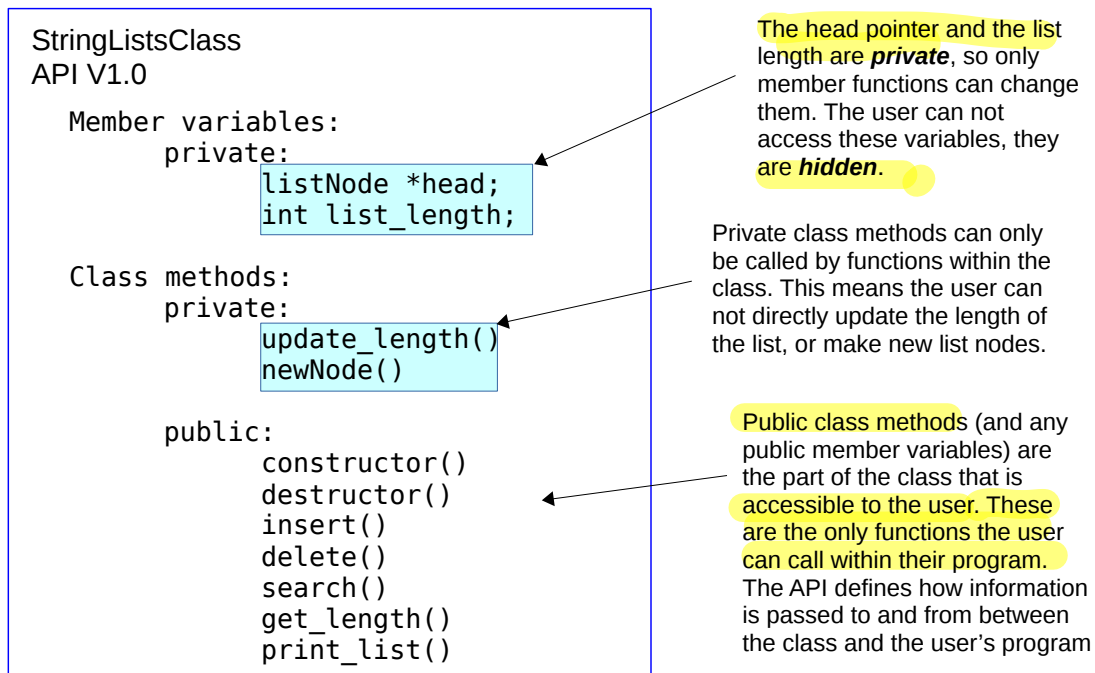 StringListsClass
API V1.0
Member variables:
private:
listNode *head;
int list_length;
Class methods:
private:
update_length()
newNode()
public:
constructor()
destructor()
insert()
delete()
search()
get_length()
print_list()
The head pointer and the list
length are private, so only
member functions can change
them. The user can not
access these variables, they
are hidden.
Private class methods can only
be called by functions within the
class. This means the user can
not directly update the length of
the list, or make new list nodes.
Public class methods (and any
public member variables) are
the part of the class that is
accessible to the user. These
are the only functions the user
can call within their program.
The API defines how information
is passed to and from between
the class and the user’s program